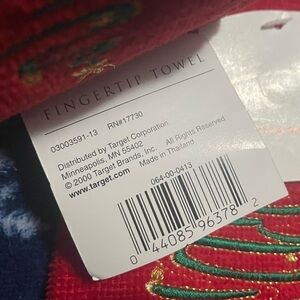 FINGERTIP TOWEL
03003591-13 RN#17730
Distributed by Target Corporation
Minneapolis, MN 55402
© 2000 Target Brands, Inc. All Rights Reserved
www.target.com Made in Thailand
064-00-0413
0 44085 96378 2